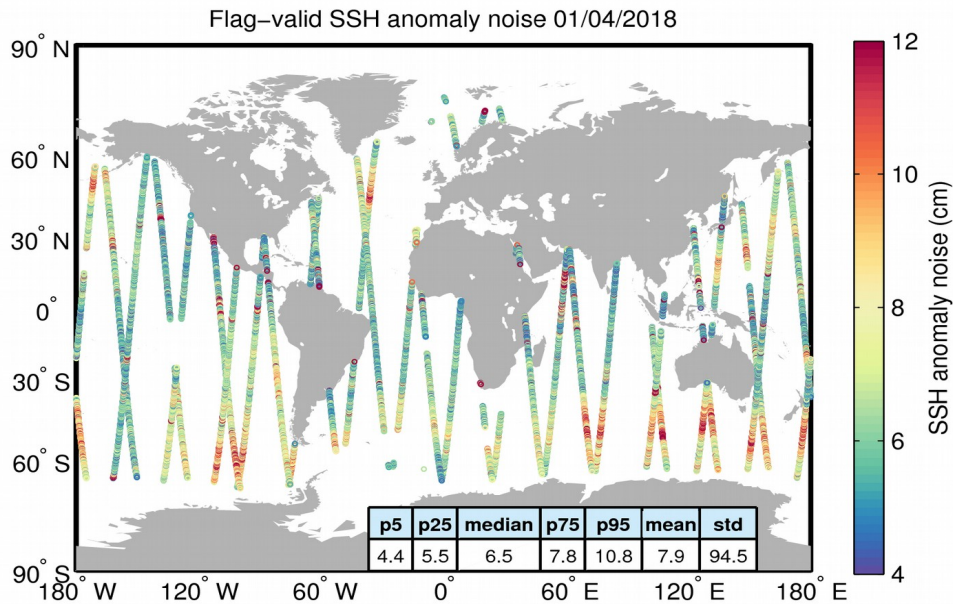 Flag−valid SSH anomaly noise 01/04/2018
90° N
60° N
30° N
0°
30° S
60° S
90° S
180° W 120° W 60° W 0° 60° E 120° E 180° E
p5 p25 median p75 p95 mean std
4.4 5.5 6.5 7.8 10.8 7.9 94.5
12
10
8
6
4
SSH anomaly noise (cm)